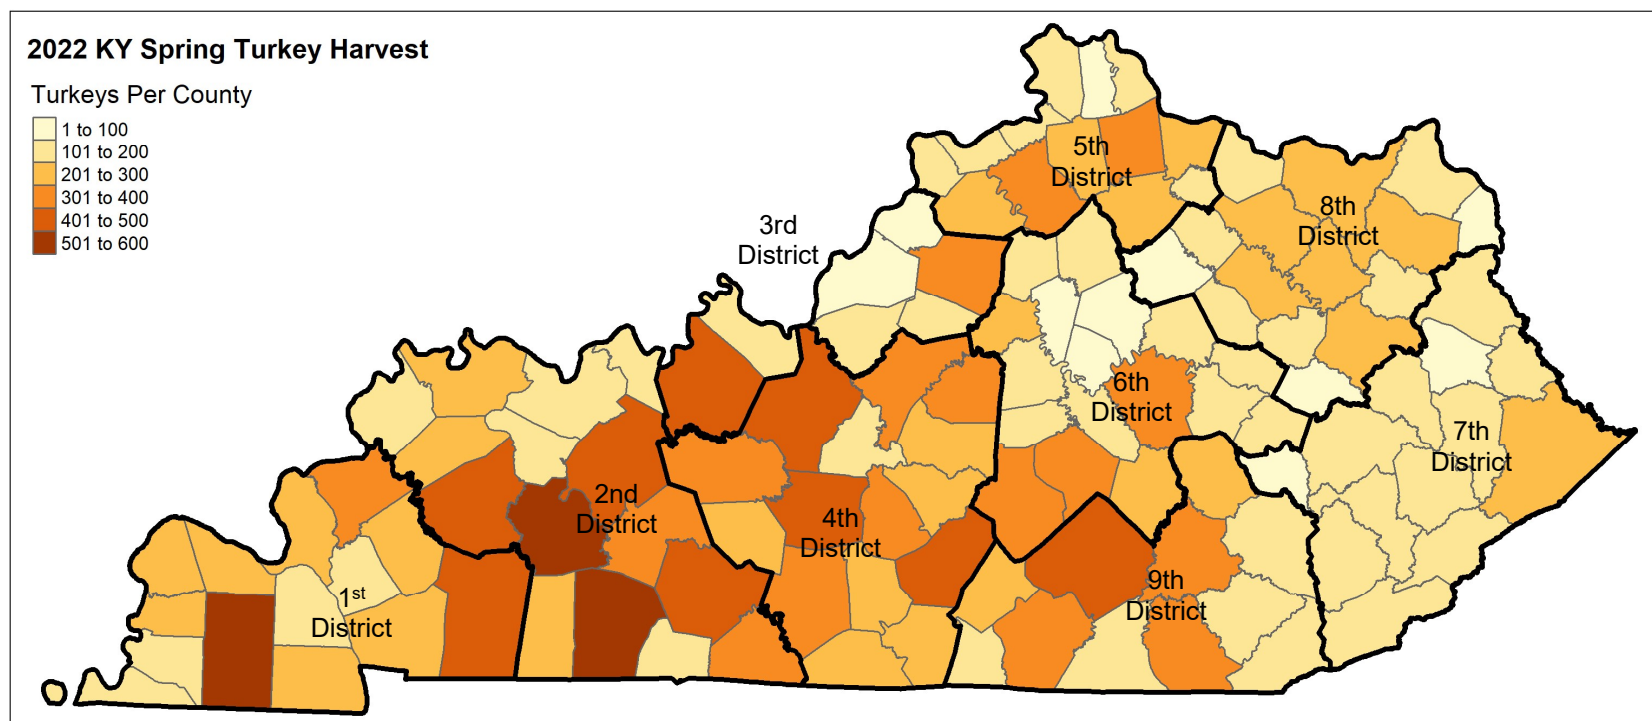 2022 KY Spring Turkey Harvest
Turkeys Per County
1 to 100
101 to 200
201 to 300
301 to 400
401 to 500
501 to 600
1st
District
2nd
District
3rd
District
4th
District
5th
District
6th
District
7th
District
8th
District
9th
District